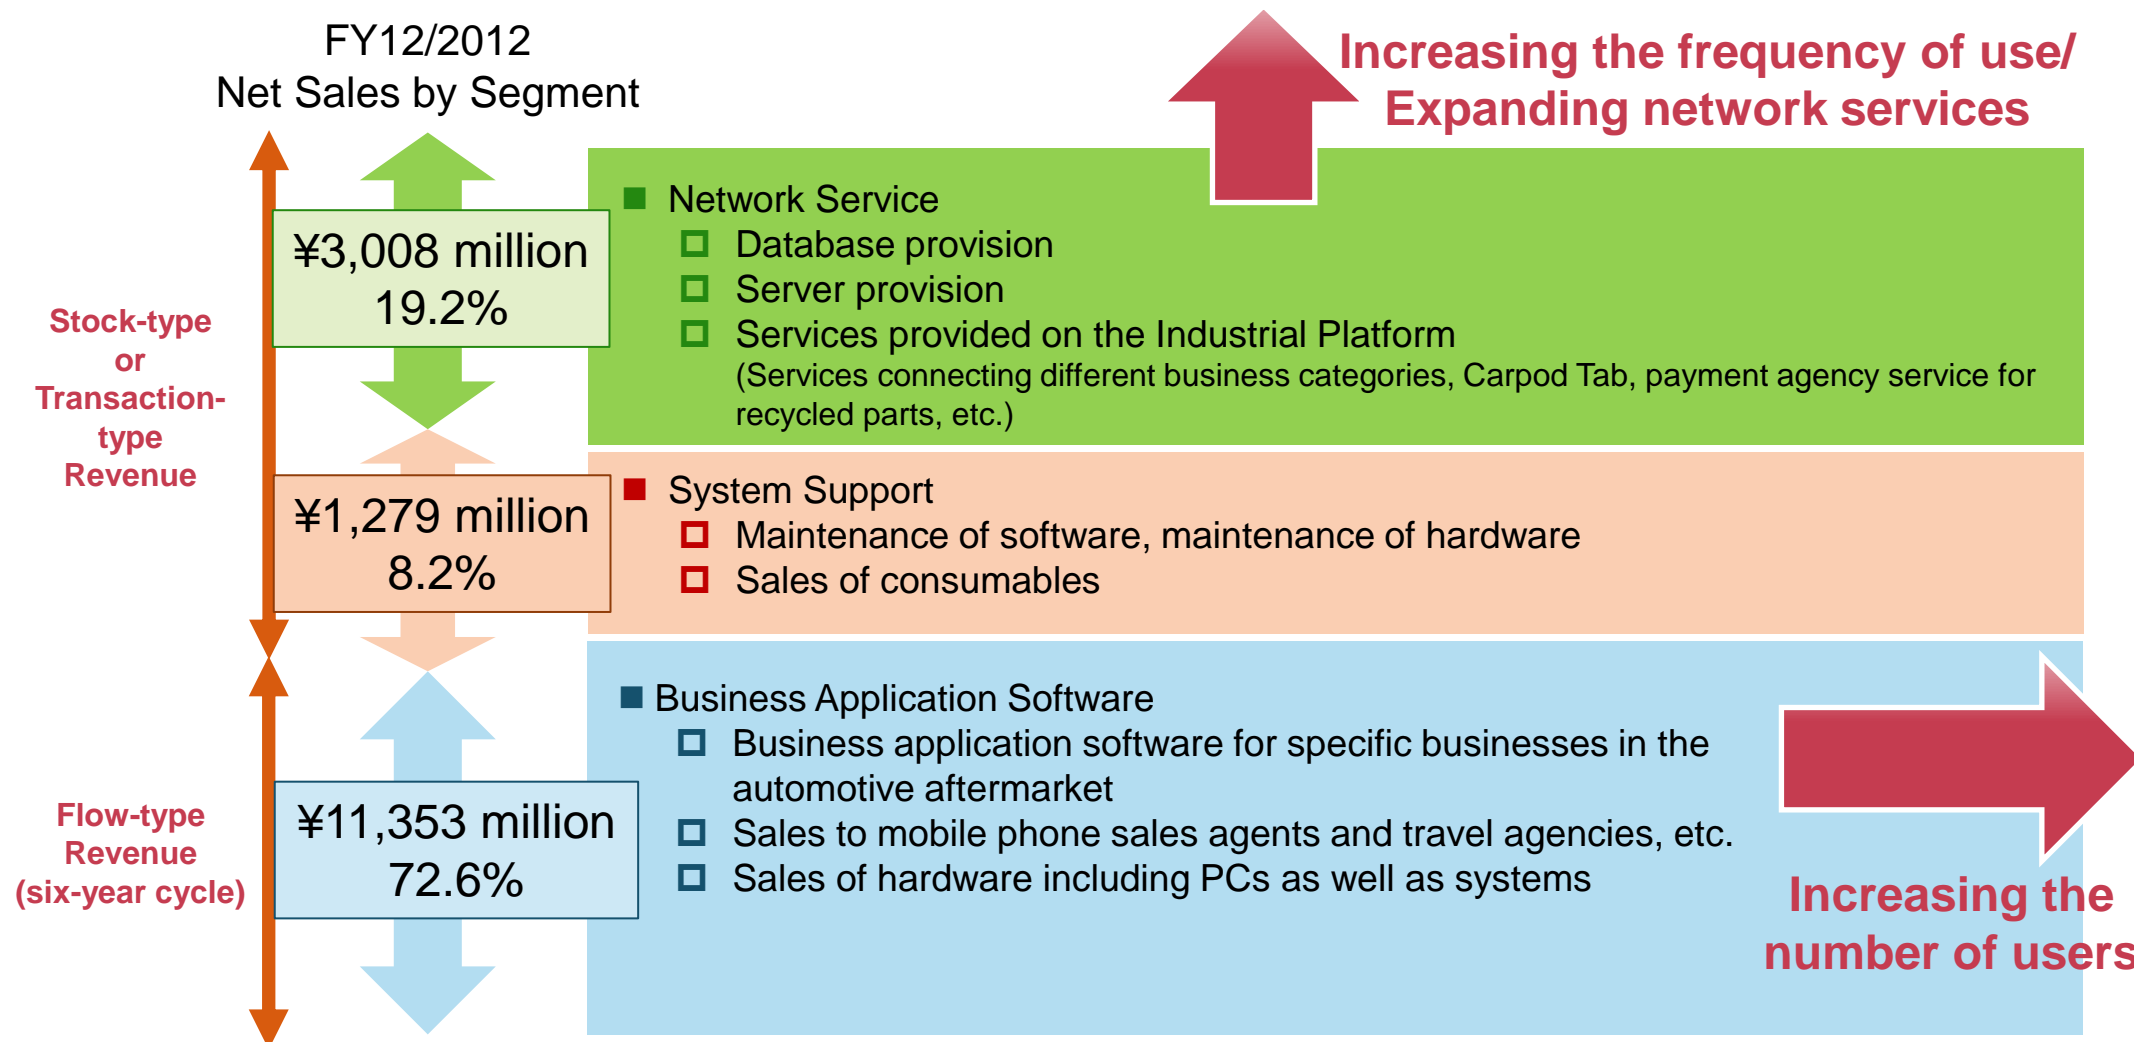 FY12/2012
Net Sales by Segment
Increasing the frequency of use/
Expanding network services
Stock-type
or
Transaction-
type
Revenue
¥3,008 million
19.2%
Network Service
Database provision
Server provision
Services provided on the Industrial Platform
(Services connecting different business categories, Carpod Tab, payment agency service for
recycled parts, etc.)
¥1,279 million
8.2%
System Support
Maintenance of software, maintenance of hardware
Sales of consumables
Flow-type
Revenue
(six-year cycle)
¥11,353 million
72.6%
Business Application Software
Business application software for specific businesses in the
automotive aftermarket
Sales to mobile phone sales agents and travel agencies, etc.
Sales of hardware including PCs as well as systems
Increasing the
number of users